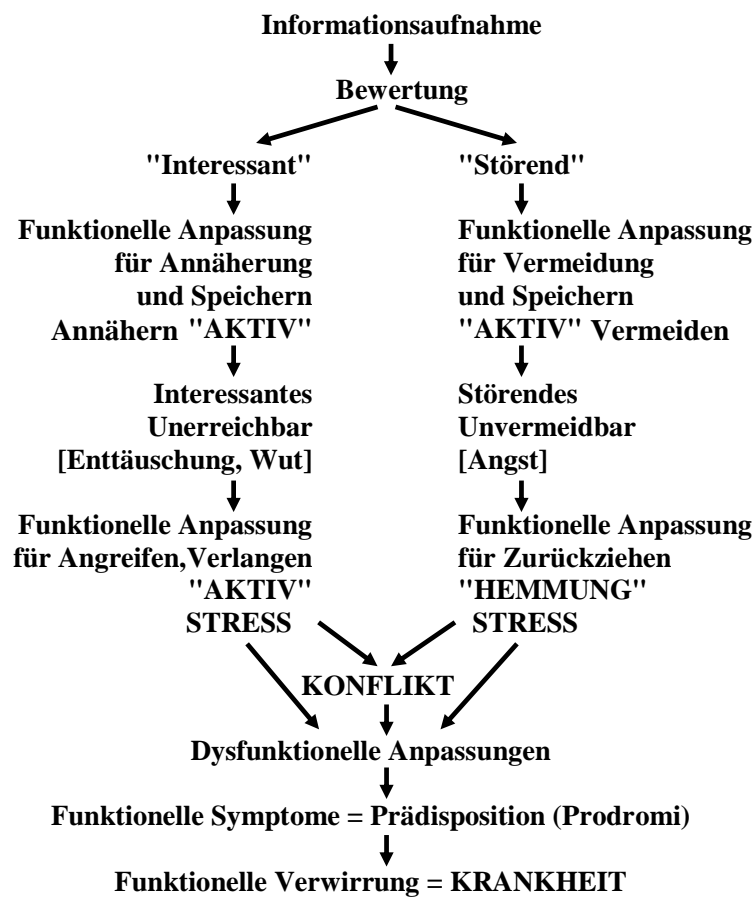 Informationsaufnahme
Bewertung
"Interessant"
"Störend"
Funktionelle Anpassung
für Annäherung
und Speichern
Annähern "AKTIV"
Funktionelle Anpassung
für Vermeidung
und Speichern
"AKTIV" Vermeiden
Interessantes
Unerreichbar
[Enttäuschung, Wut]
Störendes
Unvermeidbar
[Angst]
Funktionelle Anpassung
für Angreifen,Verlangen
"AKTIV"
STRESS
Funktionelle Anpassung
für Zurückziehen
"HEMMUNG"
STRESS
KONFLIKT
Dysfunktionelle Anpassungen
Funktionelle Symptome = Prädisposition (Prodromi)
Funktionelle Verwirrung = KRANKHEIT